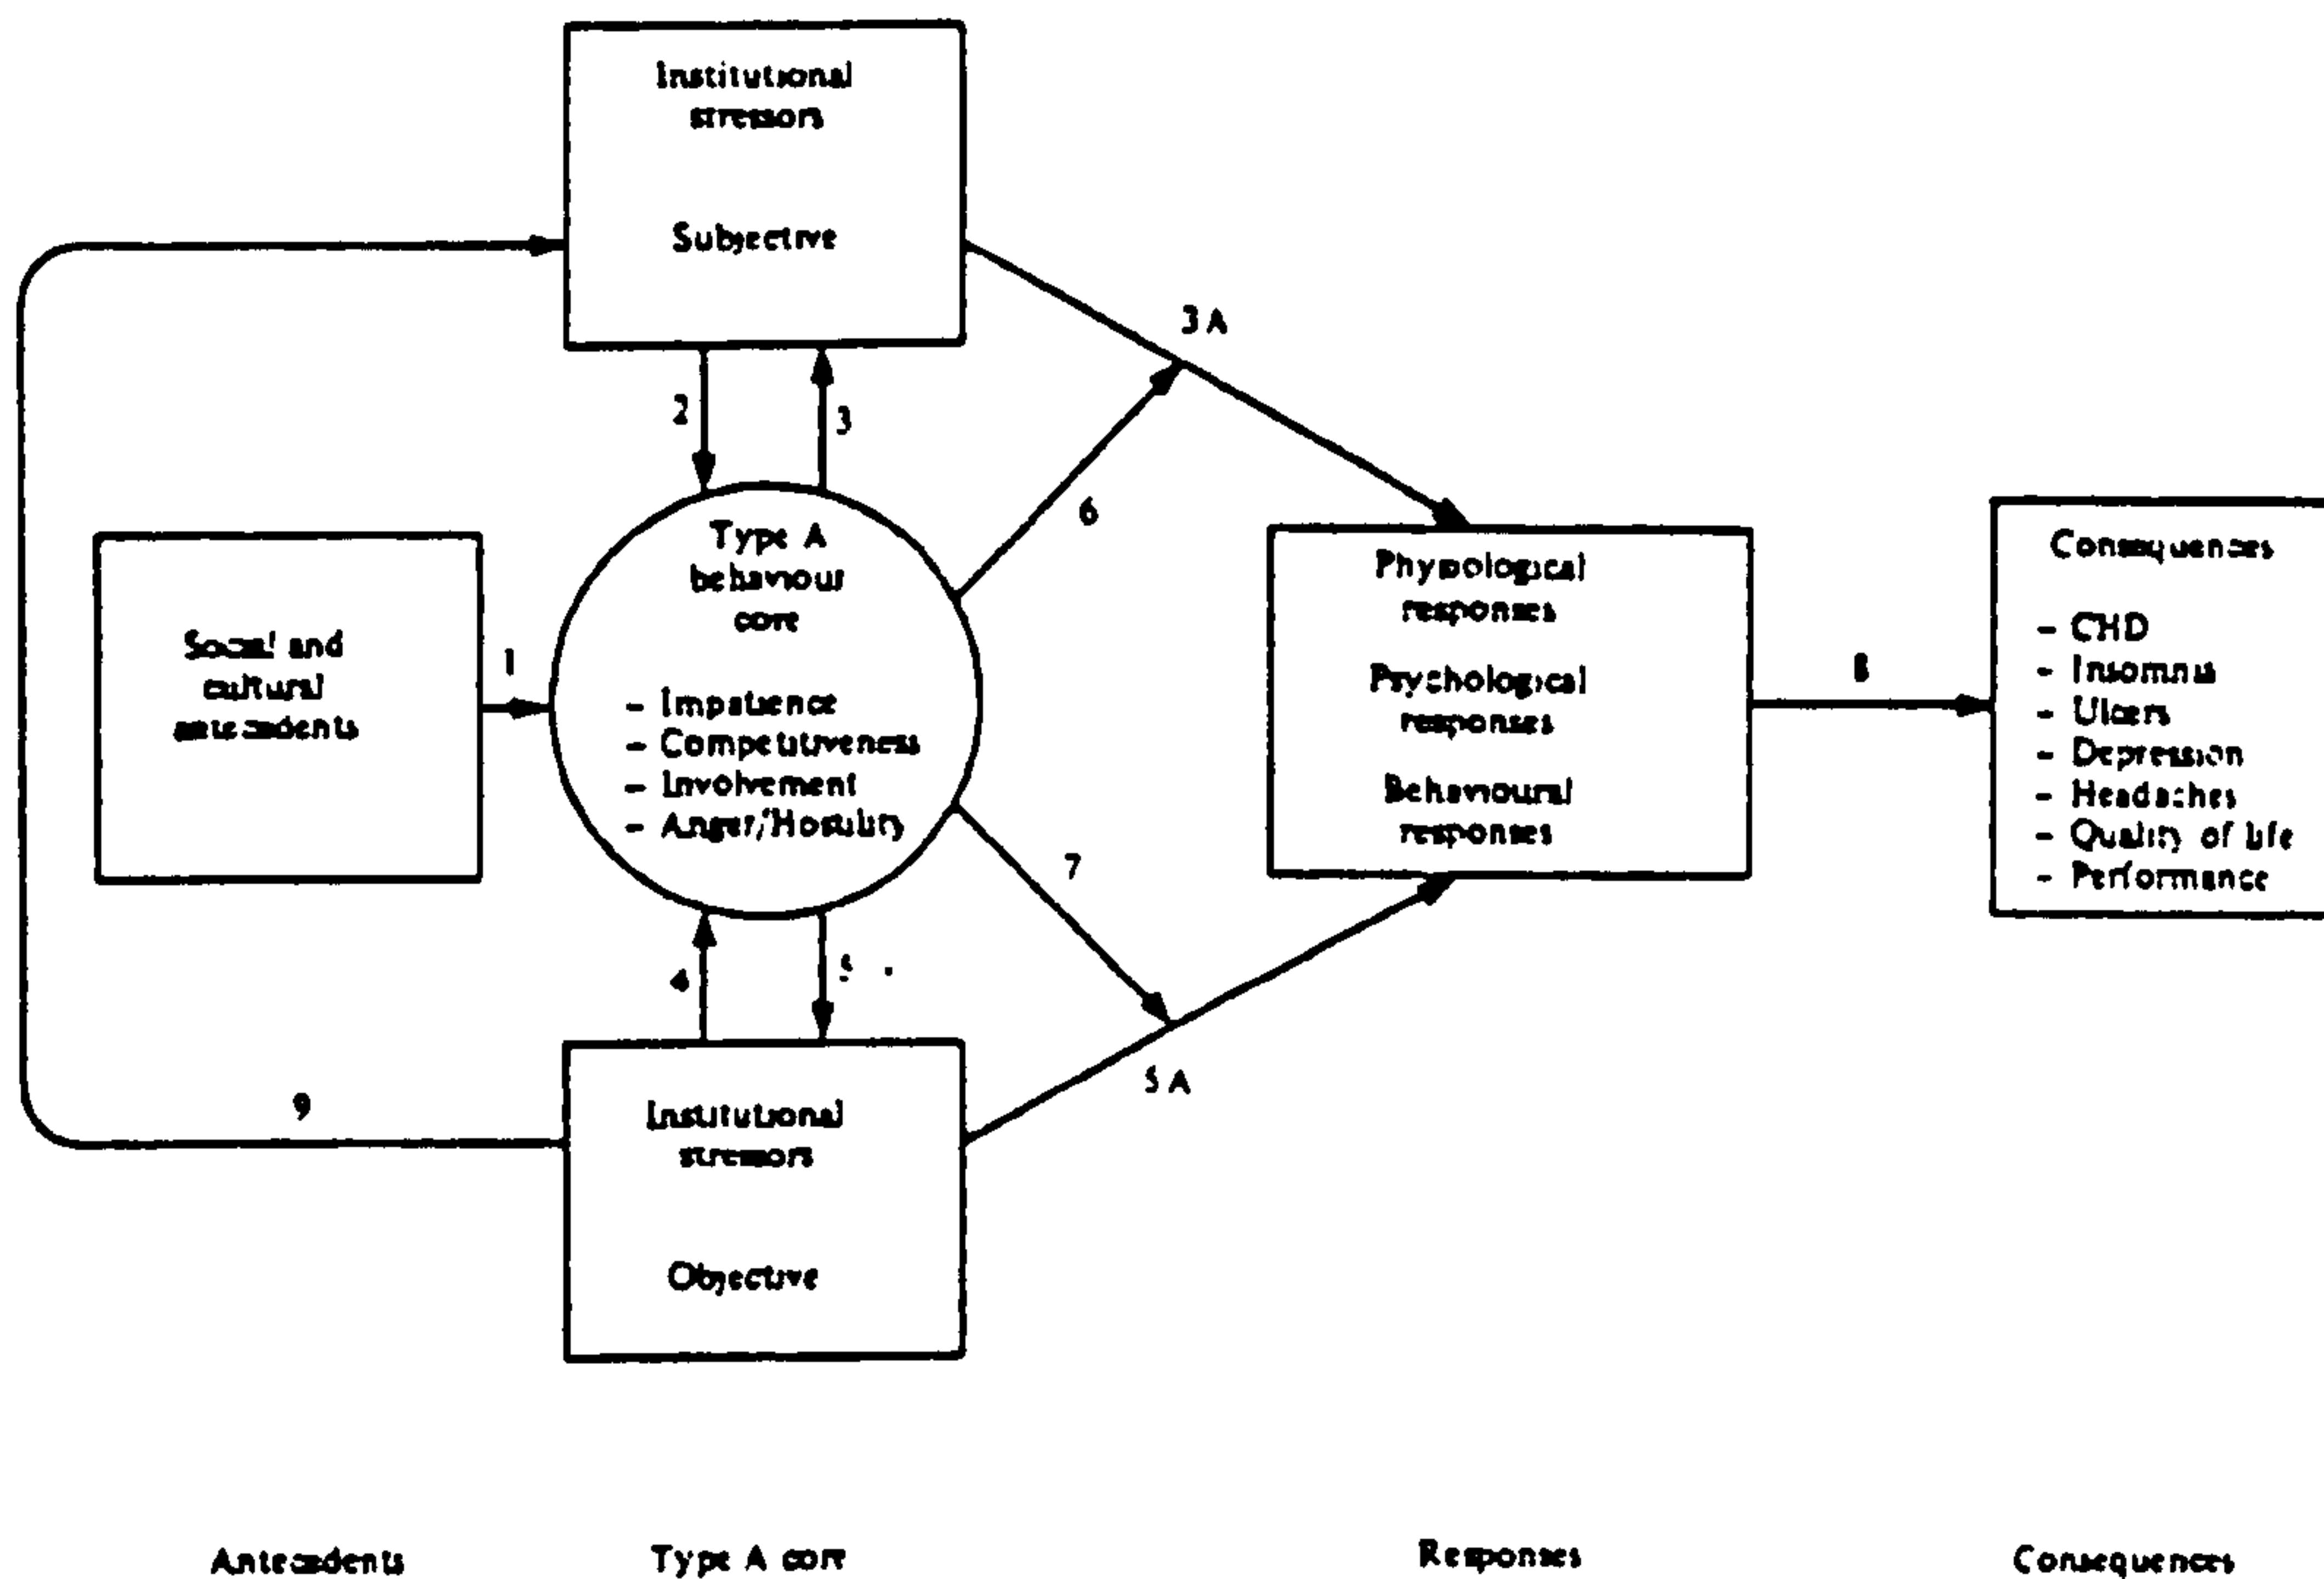 Institutional
stressors
Subjective
3 A
2
3
6
Type A
behaviour
core
- Impatience
- Competitiveness
- Involvement
- Anger/Hostility
Social and
cultural
antecedents
1
Physiological
responses
Psychological
responses
Behavioural
responses
8
Consequences
- CHD
- Insomnia
- Ulcers
- Depression
- Headaches
- Quality of life
- Performance
7
4
5
5 A
9
Institutional
stressors
Objective
Antecedents
Type A core
Responses
Consequences